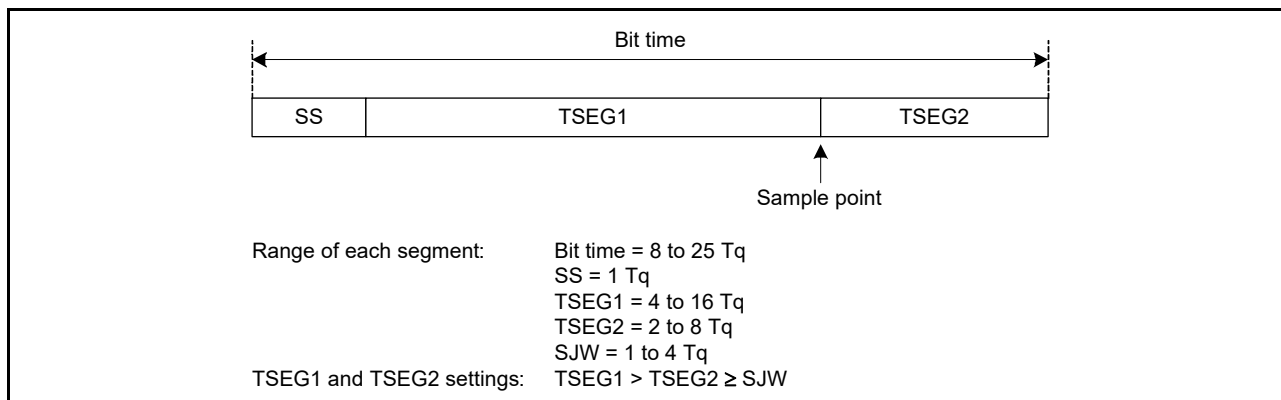 Bit time
SS TSEG1 TSEG2
Sample point
Range of each segment: Bit time = 8 to 25 Tq
SS = 1 Tq
TSEG1 = 4 to 16 Tq
TSEG2 = 2 to 8 Tq
SJW = 1 to 4 Tq
TSEG1 and TSEG2 settings: TSEG1 > TSEG2 ≥ SJW